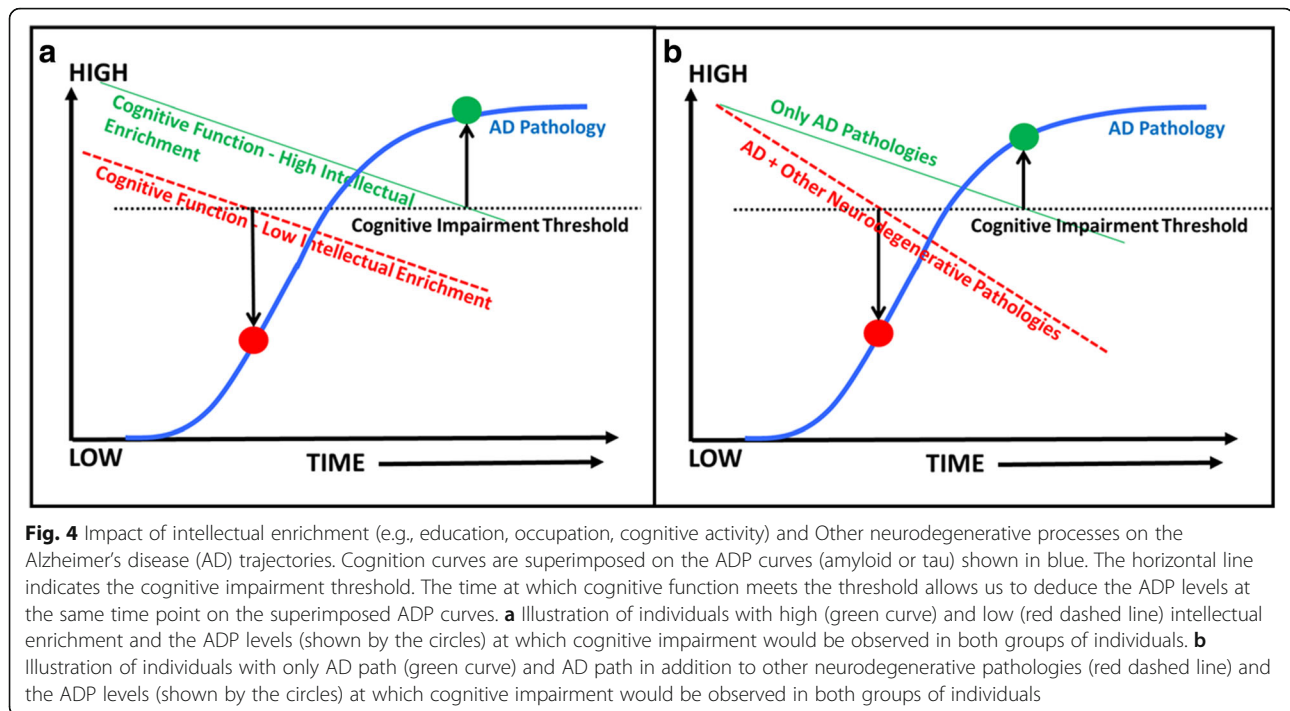 a
HIGH
Cognitive Function - High Intellectual
Enrichment
AD Pathology
Cognitive Impairment Threshold
Cognitive Function - Low Intellectual Enrichment
LOW
TIME
b
HIGH
Only AD Pathologies
AD Pathology
AD + Other Neurodegenerative Pathologies
Cognitive Impairment Threshold
LOW
TIME
Fig. 4 Impact of intellectual enrichment (e.g., education, occupation, cognitive activity) and Other neurodegenerative processes on the
Alzheimer's disease (AD) trajectories. Cognition curves are superimposed on the ADP curves (amyloid or tau) shown in blue. The horizontal line
indicates the cognitive impairment threshold. The time at which cognitive function meets the threshold allows us to deduce the ADP levels at
the same time point on the superimposed ADP curves. a Illustration of individuals with high (green curve) and low (red dashed line) intellectual
enrichment and the ADP levels (shown by the circles) at which cognitive impairment would be observed in both groups of individuals. b
Illustration of individuals with only AD path (green curve) and AD path in addition to other neurodegenerative pathologies (red dashed line) and
the ADP levels (shown by the circles) at which cognitive impairment would be observed in both groups of individuals